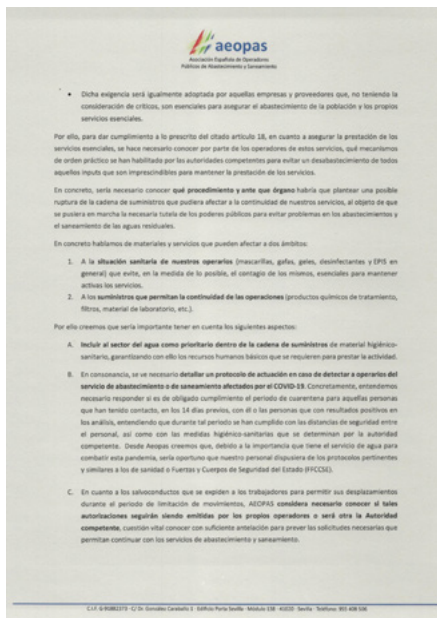 aeopas
Asociación Española de Operadores
Públicos de Abastecimiento y Saneamiento
• Dicha exigencia será igualmente adoptada por aquellas empresas y proveedores que, no teniendo la
consideración de críticos, son esenciales para asegurar el abastecimiento de la población y los propios
servicios esenciales.
Por ello, para dar cumplimiento a lo prescrito del citado artículo 18, en cuanto a asegurar la prestación de los
servicios esenciales, se hace necesario conocer por parte de los operadores de estos servicios, qué mecanismos
de orden práctico se han habilitado por las autoridades competentes para evitar un desabastecimiento de todos
aquellos inputs que son imprescindibles para mantener la prestación de los servicios.
En concreto, sería necesario conocer qué procedimiento y ante que órgano habría que plantear una posible
ruptura de la cadena de suministros que pudiera afectar a la continuidad de nuestros servicios, al objeto de que
se pusiera en marcha la necesaria tutela de los poderes públicos para evitar problemas en los abastecimientos y
el saneamiento de las aguas residuales.
En concreto hablamos de materiales y servicios que pueden afectar a dos ámbitos:
1. A la situación sanitaria de nuestros operarios (mascarillas, gafas, geles, desinfectantes y EPIS en
general) que evite, en la medida de lo posible, el contagio de los mismos, esenciales para mantener
activas los servicios.
2. A los suministros que permitan la continuidad de las operaciones (productos químicos de tratamiento,
filtros, material de laboratorio, etc.).
Por ello creemos que sería importante tener en cuenta los siguientes aspectos:
A. Incluir al sector del agua como prioritario dentro de la cadena de suministros de material higiénico-
sanitario, garantizando con ello los recursos humanos básicos que se requieren para prestar la actividad.
B. En consonancia, se ve necesario detallar un protocolo de actuación en caso de detectar a operarios del
servicio de abastecimiento o de saneamiento afectados por el COVID-19. Concretamente, entendemos
necesario responder si es de obligado cumplimiento el periodo de cuarentena para aquellas personas
que han tenido contacto, en los 14 días previos, con él o las personas que con resultados positivos en
los análisis, entendiendo que durante tal periodo se han cumplido con las distancias de seguridad entre
el personal, así como con las medidas higiénico-sanitarias que se determinan por la autoridad
competente. Desde Aeopas creemos que, debido a la importancia que tiene el servicio de agua para
combatir esta pandemia, sería oportuno que nuestro personal dispusiera de los protocolos pertinentes
y similares a los de sanidad o Fuertzas y Cuerpos de Seguridad del Estado (FFCCSE).
C. En cuanto a los salvoconductos que se expiden a los trabajadores para permitir sus desplazamientos
durante el periodo de limitación de movimientos, AEOPAS considera necesario conocer si tales
autorizaciones seguirán siendo emitidas por los propios operadores o será otra la Autoridad
competente, cuestión vital conocer con suficiente antelación para prever las solicitudes necesarias que
permitan continuar con los servicios de abastecimiento y saneamiento.
C.I.F. G-91882373 - C/ Dr. González Caraballo 1 - Edificio Porta Sevilla - Módulo 138 - 41020 - Sevilla - Teléfono: 955 408 506